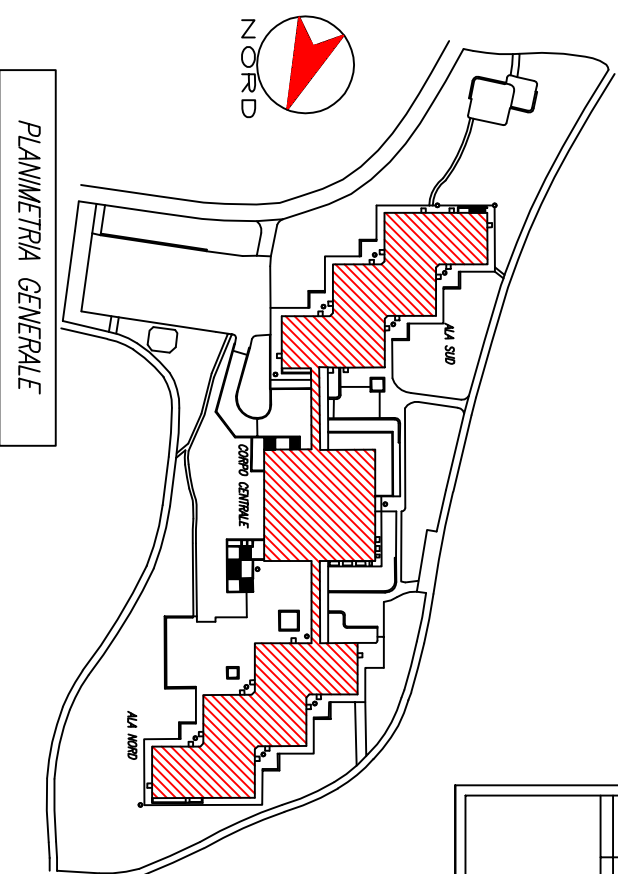 NORD
PLANIMETRIA GENERALE
ALA SUD
CORPO CENTRALE
ALA NORD